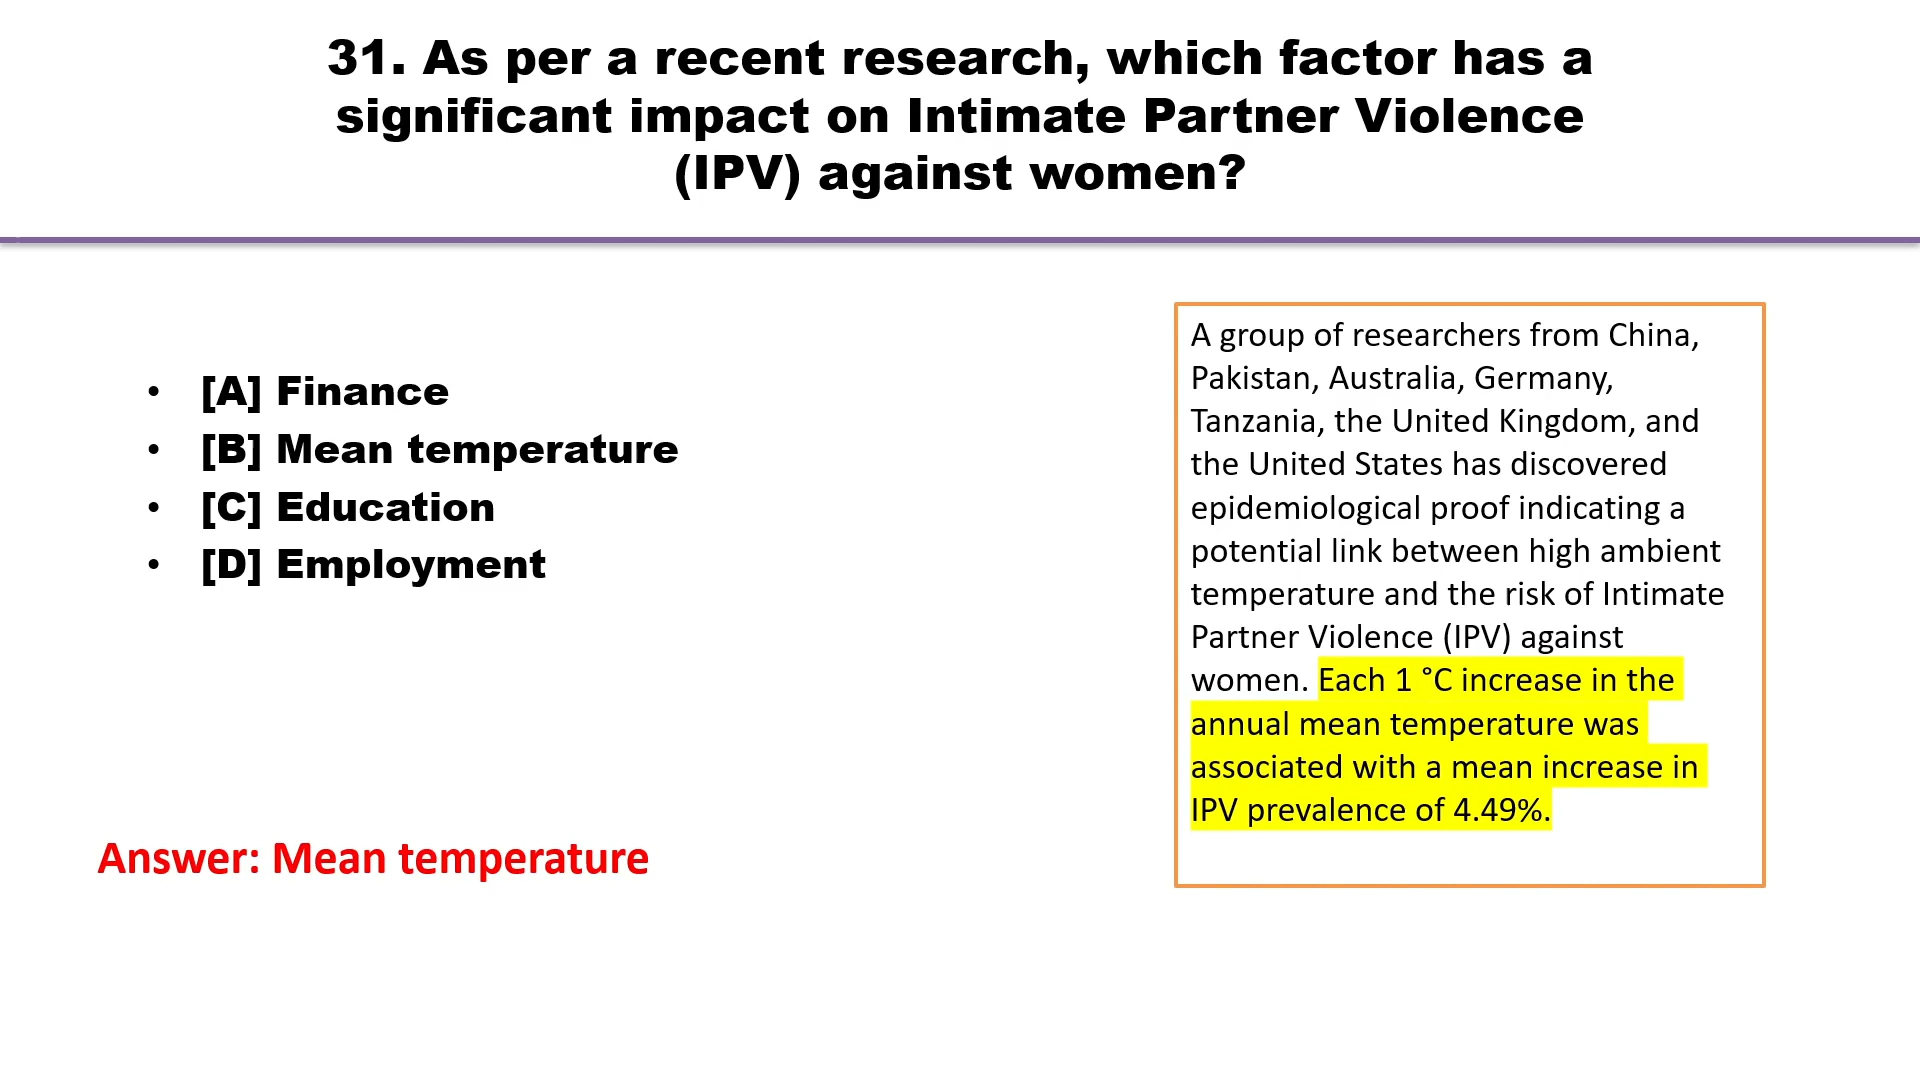 31. As per a recent research, which factor has a
significant impact on Intimate Partner Violence
(IPV) against women?
• [A] Finance
• [B] Mean temperature
• [C] Education
• [D] Employment
Answer: Mean temperature
A group of researchers from China,
Pakistan, Australia, Germany,
Tanzania, the United Kingdom, and
the United States has discovered
epidemiological proof indicating a
potential link between high ambient
temperature and the risk of Intimate
Partner Violence (IPV) against
women. Each 1 °C increase in the
annual mean temperature was
associated with a mean increase in
IPV prevalence of 4.49%.